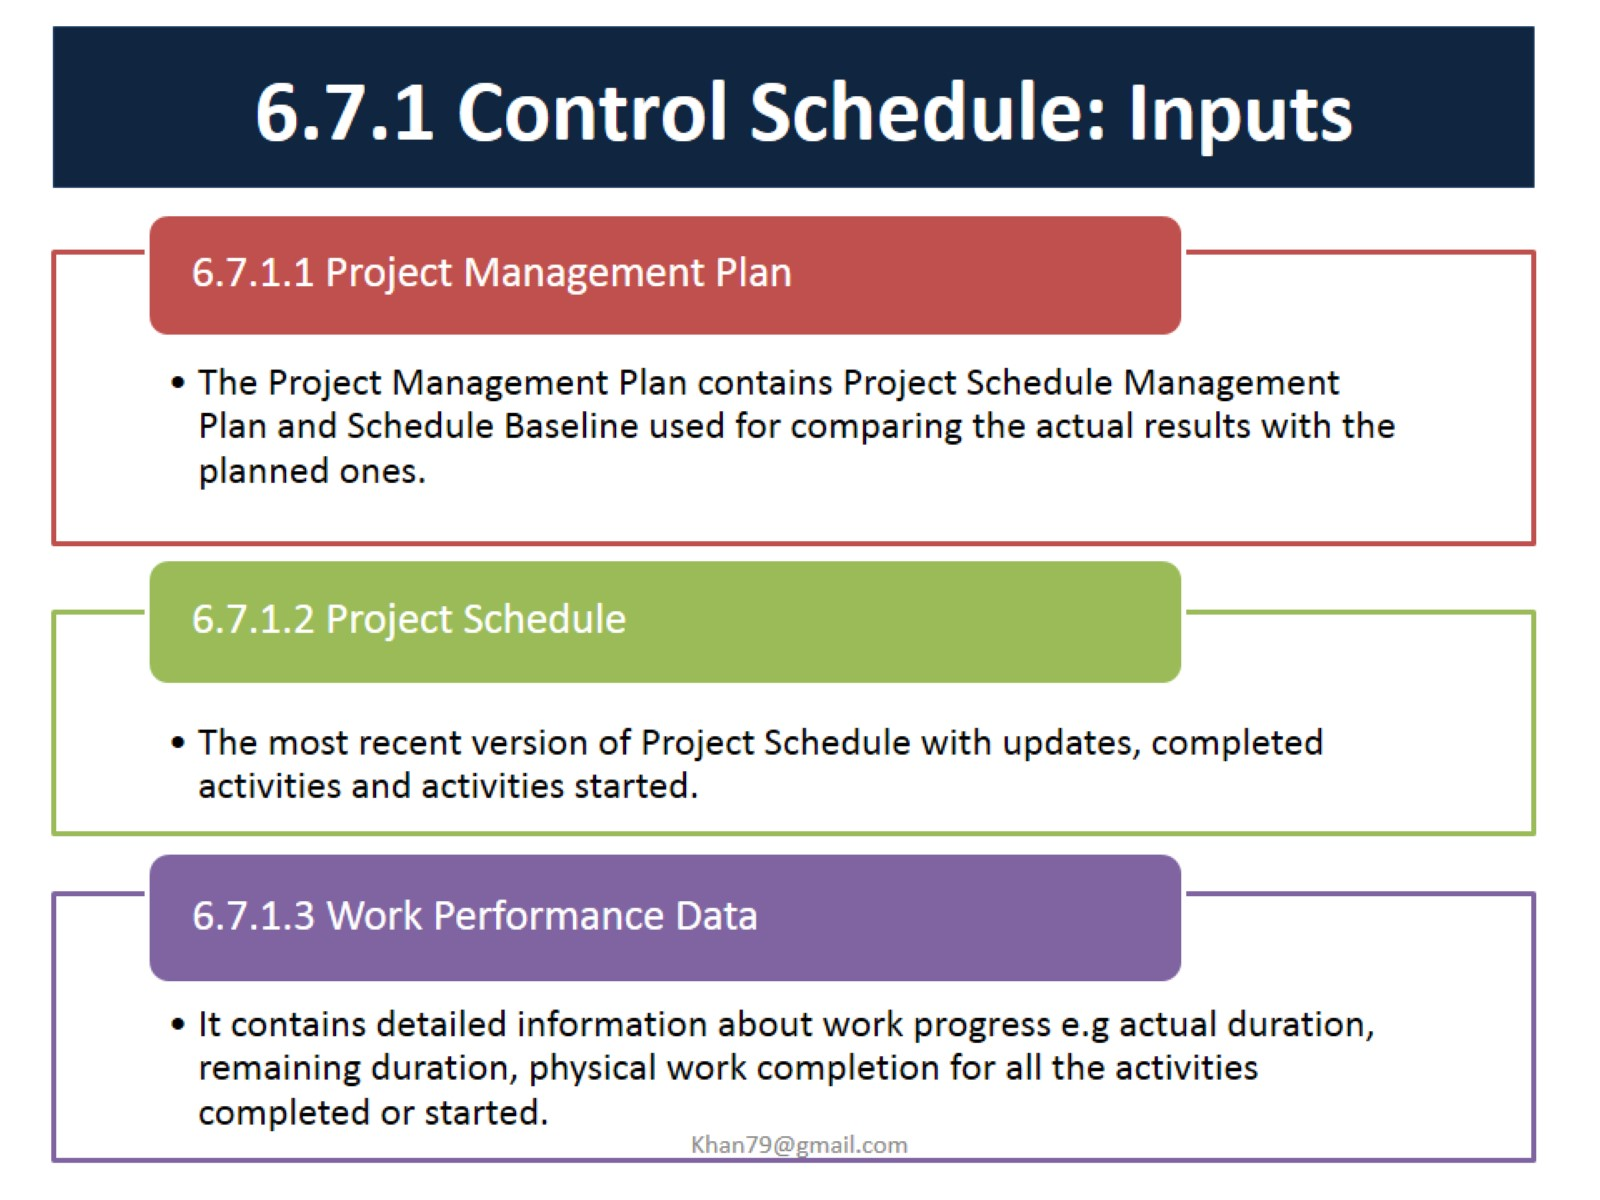 6.7.1 Control Schedule: Inputs
6.7.1.1 Project Management Plan
• The Project Management Plan contains Project Schedule Management
Plan and Schedule Baseline used for comparing the actual results with the
planned ones.
6.7.1.2 Project Schedule
• The most recent version of Project Schedule with updates, completed
activities and activities started.
6.7.1.3 Work Performance Data
• It contains detailed information about work progress e.g actual duration,
remaining duration, physical work completion for all the activities
completed or started.
Khan79@gmail.com